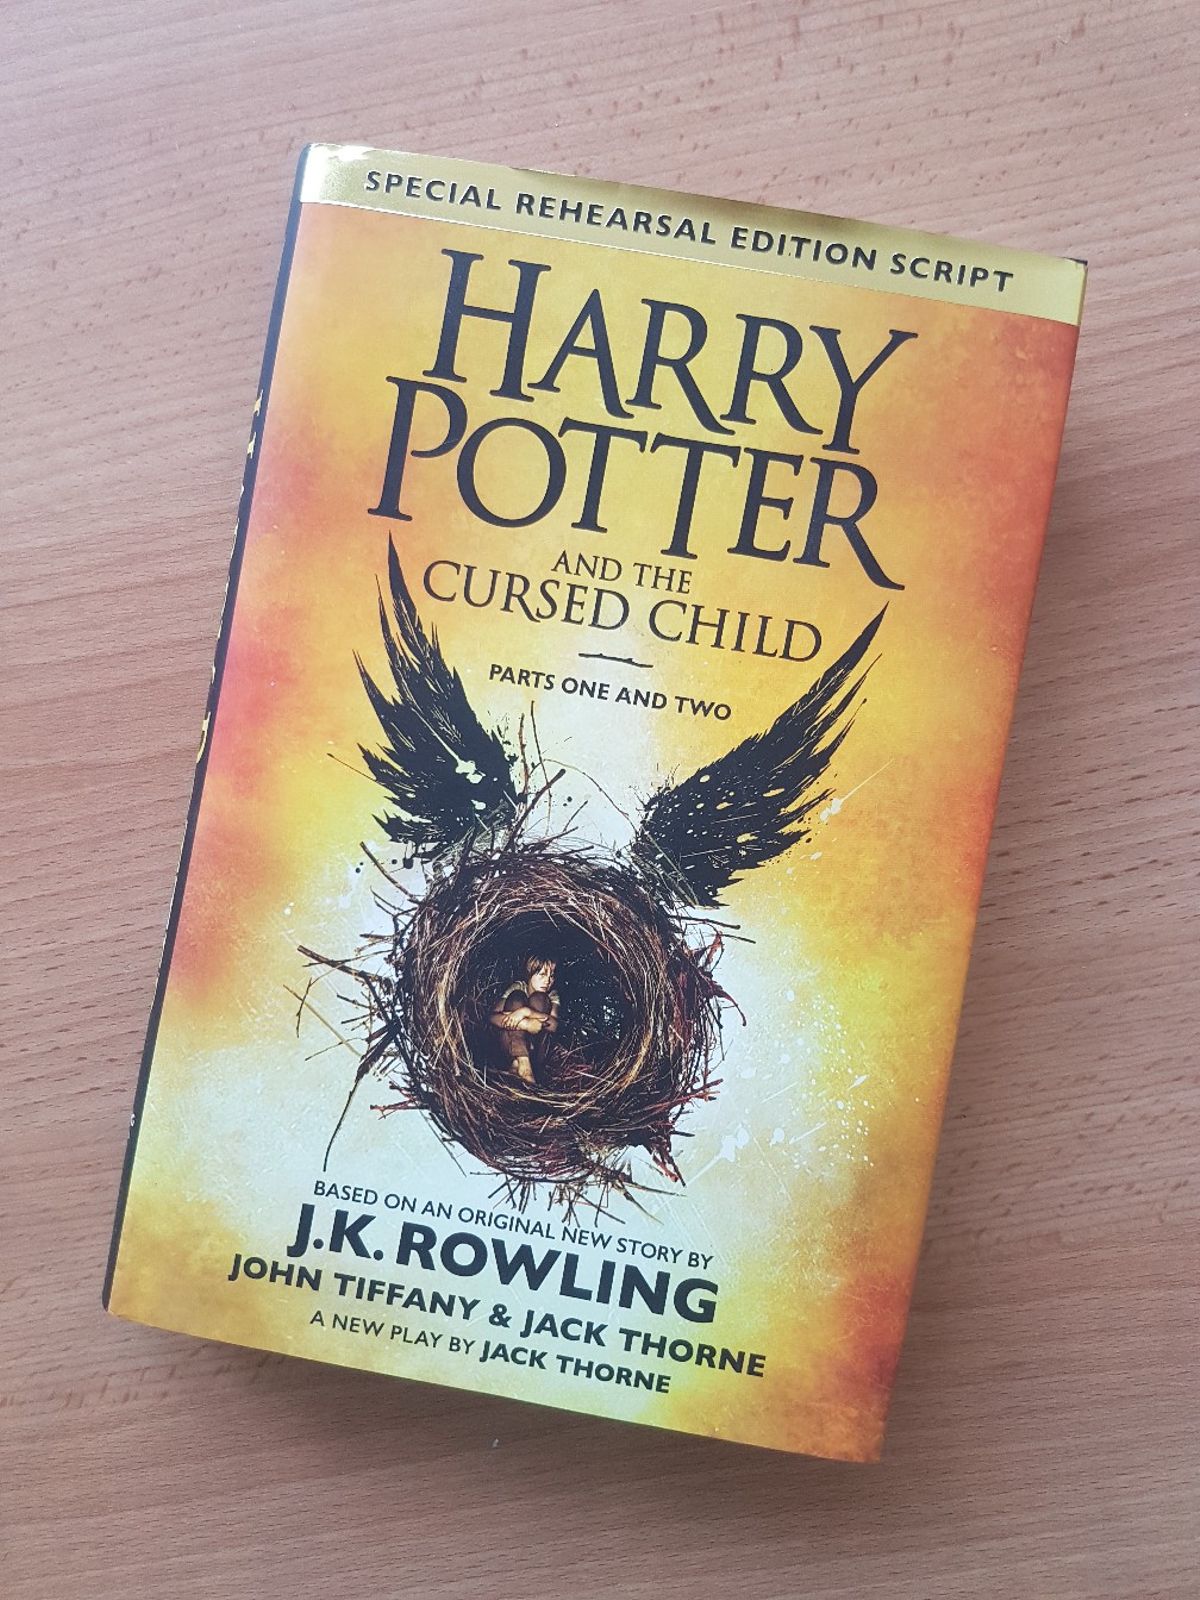 SPECIAL REHEARSAL EDITION SCRIPT
HARRY
POTTER
AND THE
CURSED CHILD
PARTS ONE AND TWO
BASED ON AN ORIGINAL NEW STORY BY
J.K. ROWLING
JOHN TIFFANY & JACK THORNE
A NEW PLAY BY JACK THORNE